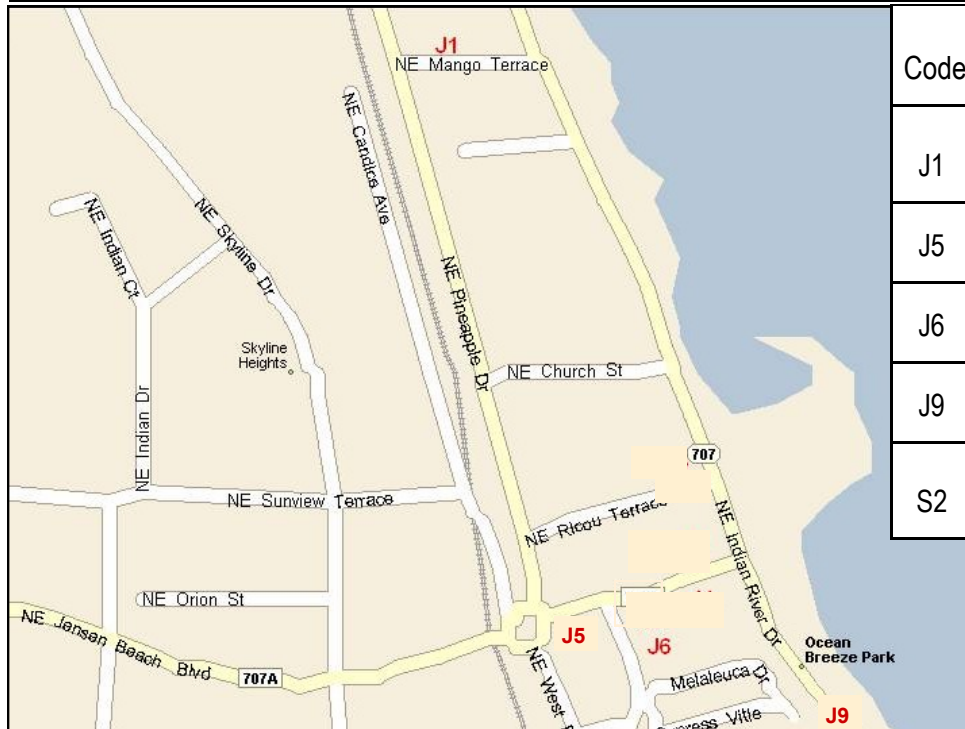 J1
NE Mango Terrace
NE Candice Ave
NE Indian Ct
NE Skyline Dr
NE Pineapple Dr
Skyline
Heights
NE Church St
NE Indian Dr
707
NE Sunview Terrace
NE Ricou Terrace
NE Indian River Dr
NE Orion St
NE Jensen Beach Blvd
J5
J6
Ocean
Breeze Park
707A
NE West
Melaleuca Dr
J9
Code
J1
J5
J6
J9
S2